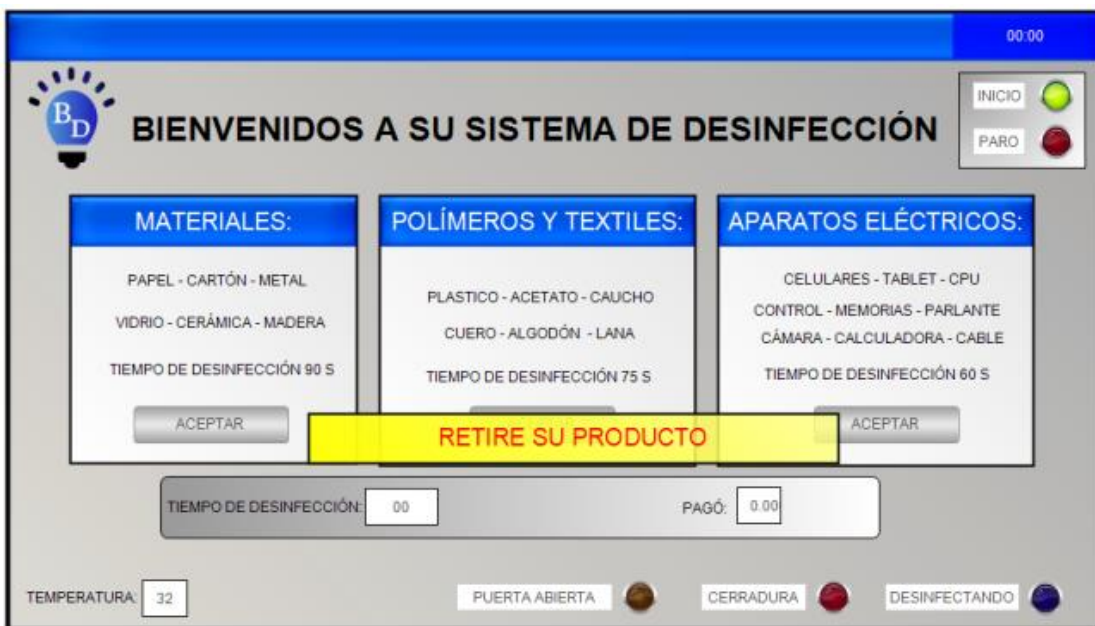 00:00
BD
BIENVENIDOS A SU SISTEMA DE DESINFECCIÓN
INICIO
PARO
MATERIALES:
PAPEL - CARTÓN - METAL
VIDRIO - CERÁMICA - MADERA
TIEMPO DE DESINFECCIÓN 90 S
ACEPTAR
POLÍMEROS Y TEXTILES:
PLASTICO - ACETATO - CAUCHO
CUERO - ALGODÓN - LANA
TIEMPO DE DESINFECCIÓN 75 S
APARATOS ELÉCTRICOS:
CELULARES - TABLET - CPU
CONTROL - MEMORIAS - PARLANTE
CÁMARA - CALCULADORA - CABLE
TIEMPO DE DESINFECCIÓN 60 S
ACEPTAR
RETIRE SU PRODUCTO
TIEMPO DE DESINFECCIÓN: 00
PAGÓ: 0.00
TEMPERATURA: 32
PUERTA ABIERTA
CERRADURA
DESINFECTANDO